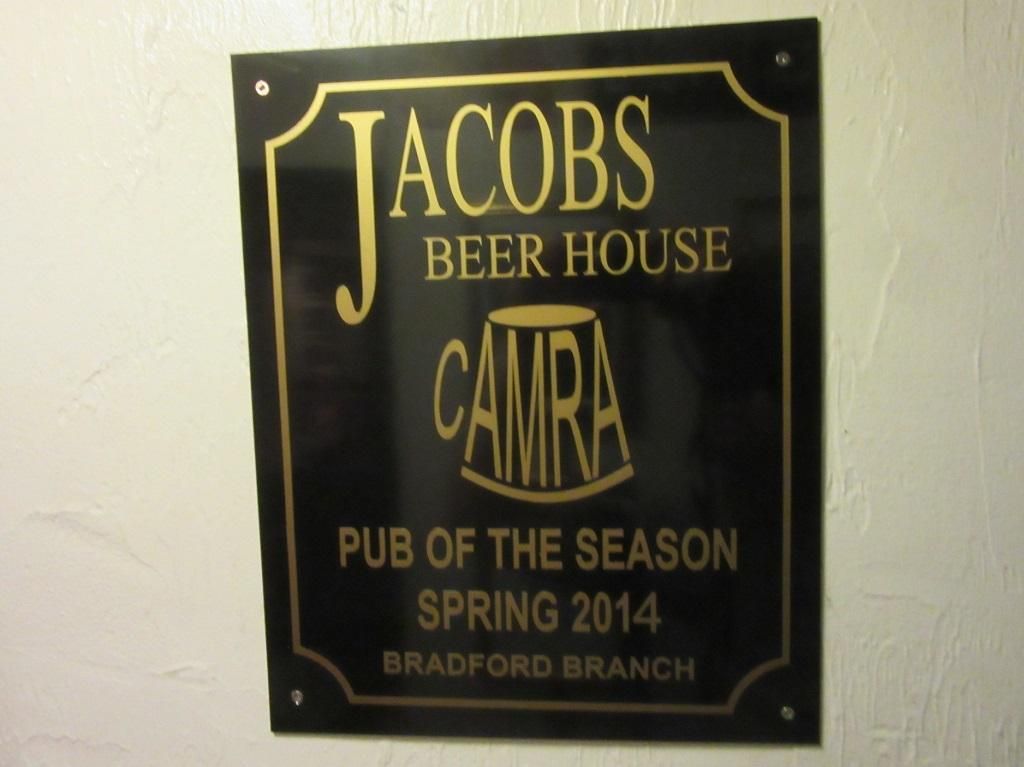 JACOBS
BEER HOUSE
CAMRA
PUB OF THE SEASON
SPRING 2014
BRADFORD BRANCH